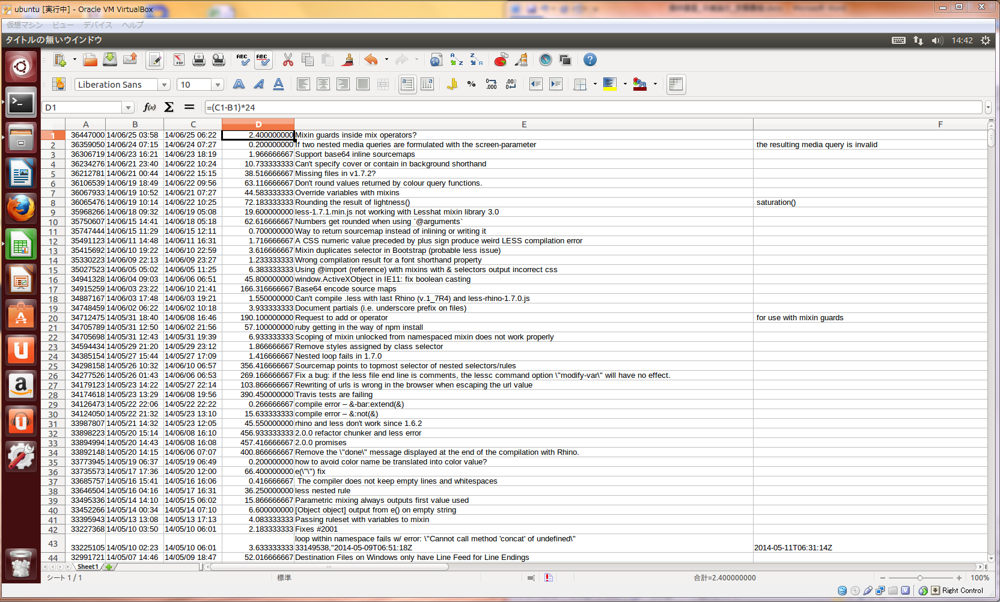 ubuntu [実行中] - Oracle VM VirtualBox
仮想マシン ビュー デバイス ヘルプ
タイトルの無いウインドウ 14:42
Liberation Sans 10
D1 =(C1-B1)*24
A B C D E F
1 36447000 14/06/25 03:58 14/06/25 06:22 2.400000000 Mixin guards inside mix operators?
2 36359050 14/06/24 07:15 14/06/24 07:27 0.200000000 If two nested media queries are formulated with the screen-parameter the resulting media query is invalid
3 36306719 14/06/23 16:21 14/06/23 18:19 1.966666667 Support base64 inline sourcemaps
4 36234276 14/06/21 23:40 14/06/22 10:24 10.733333333 Can't specify cover or contain in background shorthand
5 36212781 14/06/21 00:44 14/06/22 15:15 38.516666667 Missing files in v1.7.2?
6 36106539 14/06/19 18:49 14/06/22 09:56 63.116666667 Don't round values returned by colour query functions.
7 36067933 14/06/19 10:52 14/06/21 07:27 44.583333333 Override variables with mixins
8 36065476 14/06/19 10:14 14/06/22 10:25 72.183333333 Rounding the result of lightness() saturation()
9 35968266 14/06/18 09:32 14/06/19 05:08 19.600000000 less-1.7.1.min.js not working with Lesshat mixin library 3.0
10 35750607 14/06/15 14:41 14/06/18 05:18 62.616666667 Numbers get rounded when using `@arguments`
11 35747444 14/06/15 11:29 14/06/15 12:11 0.700000000 Way to return sourcemap instead of inlining or writing it
12 35491123 14/06/11 14:48 14/06/11 16:31 1.716666667 A CSS numeric value preceded by plus sign produce weird LESS compilation error
13 35415692 14/06/10 19:22 14/06/10 22:59 3.616666667 Mixin duplicates selector in Bootstrap (probable less issue)
14 35330223 14/06/09 22:13 14/06/09 23:27 1.233333333 Wrong compilation result for a font shorthand property
15 35027523 14/06/05 05:02 14/06/05 11:25 6.383333333 Using @import (reference) with mixins with & selectors output incorrect css
16 34941328 14/06/04 09:03 14/06/06 06:51 45.800000000 window.ActiveXObject in IE11: fix boolean casting
17 34915259 14/06/03 23:22 14/06/10 21:41 166.316666667 Base64 encode source maps
18 34887167 14/06/03 17:48 14/06/03 19:21 1.550000000 Can't compile .less with last Rhino (v.1_7R4) and less-rhino-1.7.0.js
19 34748459 14/06/02 06:22 14/06/02 10:18 3.933333333 Document partials (i.e. underscore prefix on files)
20 34712475 14/05/31 18:40 14/06/08 16:46 190.100000000 Request to add or operator for use with mixin guards
21 34705789 14/05/31 12:50 14/06/02 21:56 57.100000000 ruby getting in the way of npm install
22 34705698 14/05/31 12:43 14/05/31 19:39 6.933333333 Scoping of mixin unlocked from namespaced mixin does not work properly
23 34594434 14/05/29 21:20 14/05/29 23:12 1.866666667 Remove styles assigned by class selector
24 34385154 14/05/27 15:44 14/05/27 17:09 1.416666667 Nested loop fails in 1.7.0
25 34298158 14/05/26 10:32 14/06/10 06:57 356.416666667 Sourcemap points to topmost selector of nested selectors/rules
26 34277526 14/05/26 01:43 14/06/06 06:53 269.166666667 Fix a bug: if the less file end line is comments, the lessc command option \"modify-var\" will have no effect.
27 34179123 14/05/23 14:22 14/05/27 22:14 103.866666667 Rewriting of urls is wrong in the browser when escaping the url value
28 34174618 14/05/23 13:29 14/06/08 19:56 390.450000000 Travis tests are failing
29 34126473 14/05/22 22:06 14/05/22 22:22 0.266666667 compile error – &-bar:extend(&)
30 34124050 14/05/22 21:32 14/05/23 13:10 15.633333333 compile error – &:not(&)
31 33987807 14/05/21 14:32 14/05/23 12:05 45.550000000 rhino and less don't work since 1.6.2
32 33898223 14/05/20 15:14 14/06/08 16:10 456.933333333 2.0.0 refactor chunker and less error
33 33894994 14/05/20 14:43 14/06/08 16:08 457.416666667 2.0.0 promises
34 33892148 14/05/20 14:15 14/06/06 07:07 400.866666667 Remove the \"done\" message displayed at the end of the compilation with Rhino.
35 33773945 14/05/19 06:37 14/05/19 06:49 0.200000000 how to avoid color name be translated into color value?
36 33735573 14/05/17 17:36 14/05/20 12:00 66.400000000 e(\"\") fix
37 33685757 14/05/16 15:41 14/05/16 16:06 0.416666667 The compiler does not keep empty lines and whitespaces
38 33646504 14/05/16 04:16 14/05/17 16:31 36.250000000 less nested rule
39 33495336 14/05/14 14:10 14/05/15 06:02 15.866666667 Parametric mixing always outputs first value used
40 33452266 14/05/14 00:34 14/05/14 07:10 6.600000000 [Object object] output from e() on empty string
41 33395943 14/05/13 13:08 14/05/13 17:13 4.083333333 Passing ruleset with variables to mixin
42 33227368 14/05/10 03:50 14/05/10 06:01 2.183333333 Fixes #2001
loop within namespace fails w/ error: \"Cannot call method 'concat' of undefined\"
43 33225105 14/05/10 02:23 14/05/10 06:01 3.633333333 33149538,"2014-05-09T06:51:18Z 2014-05-11T06:31:14Z
44 32991721 14/05/07 14:46 14/05/09 18:47 52.016666667 Destination Files on Windows only have Line Feed for Line Endings
Sheet1
シート 1 / 1 標準 合計=2.400000000 100%
Right Control